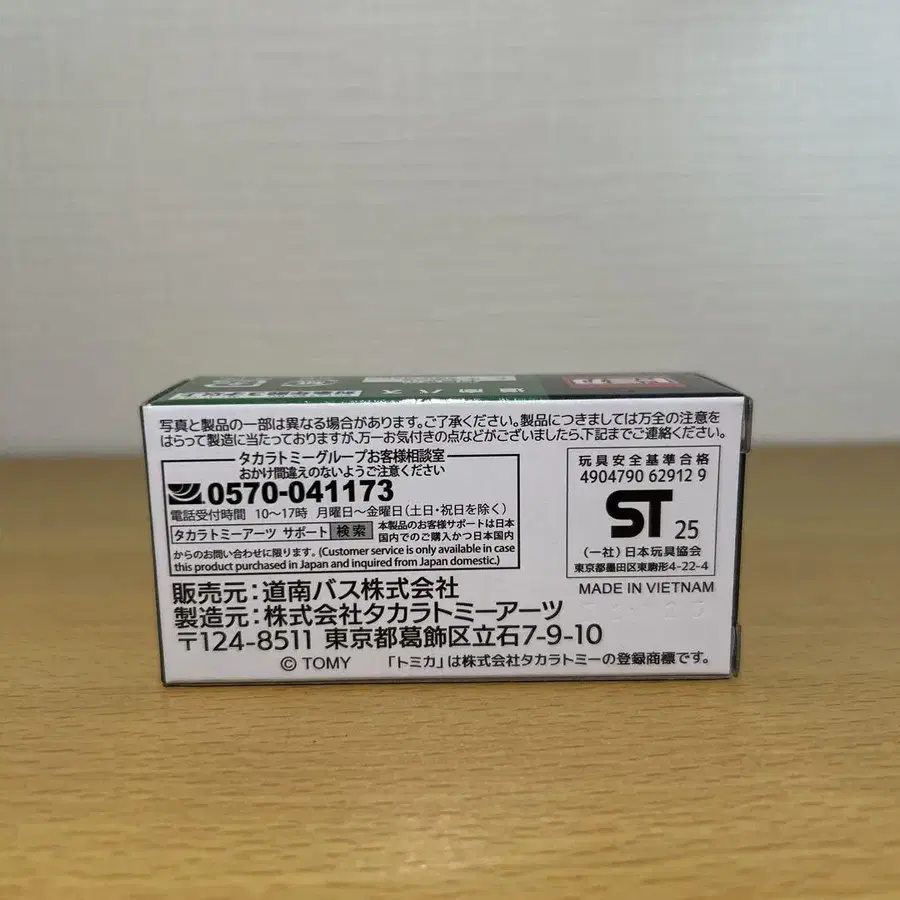 道南バス
写真と製品の一部は異なる場合があります。ご了承ください。製品につきましては万全の注意を
はらって製造に当たっておりますが、万一お気付きの点などがございましたら、下記までご連絡ください。
タカラトミーグループお客様相談室
おかけ間違えのないようご注意ください
0570-041173
電話受付時間 10〜17時 月曜日〜金曜日(土日・祝日を除く)
タカラトミーアーツ サポート 検索 本製品のお客様サポートは日本
国内でのご購入かつ日本国内
からのお問い合わせに限ります。(Customer service is only available in case
this product purchased in Japan and inquired from Japan domestic.)
玩具安全基準合格
4904790 62912 9
ST 25
(一社)日本玩具協会
東京都墨田区東駒形4-22-4
MADE IN VIETNAM
販売元:道南バス株式会社
製造元:株式会社タカラトミーアーツ
〒124-8511 東京都葛飾区立石7-9-10
© TOMY 「トミカ」は株式会社タカラトミーの登録商標です。